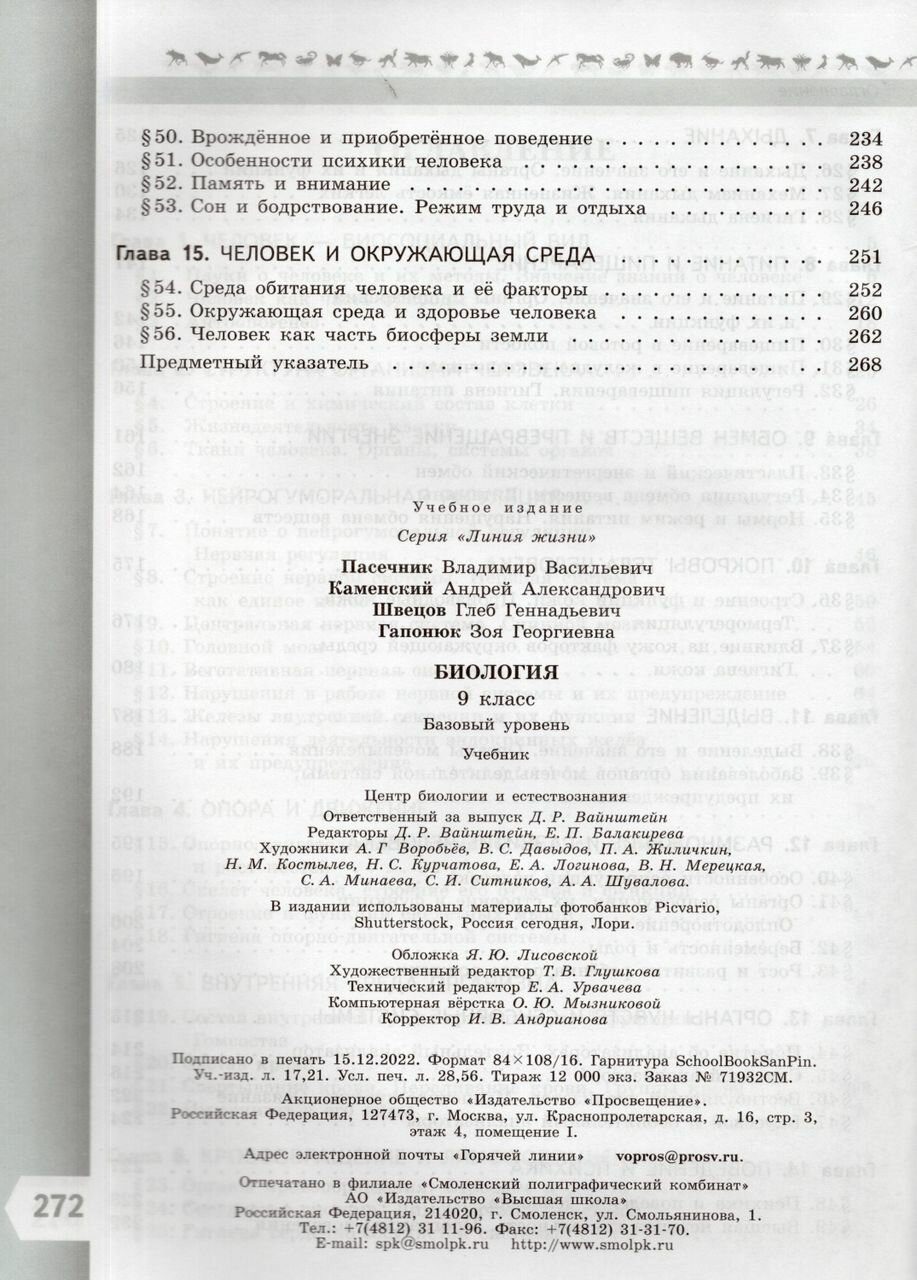 § 50. Врождённое и приобретённое поведение . . . . . . . . . . . . . 234
§ 51. Особенности психики человека . . . . . . . . . . . . . . . . . . 238
§ 52. Память и внимание . . . . . . . . . . . . . . . . . . . . . . . . 242
§ 53. Сон и бодрствование. Режим труда и отдыха . . . . . . . . . . 246
Глава 15. ЧЕЛОВЕК И ОКРУЖАЮЩАЯ СРЕДА . . . . . . . . . . . . . 251
§ 54. Среда обитания человека и её факторы . . . . . . . . . . . . . 252
§ 55. Окружающая среда и здоровье человека . . . . . . . . . . . . 260
§ 56. Человек как часть биосферы земли . . . . . . . . . . . . . . . 262
Предметный указатель . . . . . . . . . . . . . . . . . . . . . . . . . 268
Учебное издание
Серия «Линия жизни»
Пасечник Владимир Васильевич
Каменский Андрей Александрович
Швецов Глеб Геннадьевич
Гапонюк Зоя Георгиевна
БИОЛОГИЯ
9 класс
Базовый уровень
Учебник
Центр биологии и естествознания
Ответственный за выпуск Д. Р. Вайнштейн
Редакторы Д. Р. Вайнштейн, Е. П. Балакирева
Художники А. Г Воробьёв, В. С. Давыдов, П. А. Жиличкин,
Н. М. Костылев, Н. С. Курчатова, Е. А. Логинова, В. Н. Мерецкая,
С. А. Минаева, С. И. Ситников, А. А. Шувалова.
В издании использованы материалы фотобанков Picvario,
Shutterstock, Россия сегодня, Лори.
Обложка Я. Ю. Лисовской
Художественный редактор Т. В. Глушкова
Технический редактор Е. А. Урвачева
Компьютерная вёрстка О. Ю. Мызниковой
Корректор И. В. Андрианова
Подписано в печать 15.12.2022. Формат 84×108/16. Гарнитура SchoolBookSanPin.
Уч.-изд. л. 17,21. Усл. печ. л. 28,56. Тираж 12 000 экз. Заказ № 71932СМ.
Акционерное общество «Издательство «Просвещение».
Российская Федерация, 127473, г. Москва, ул. Краснопролетарская, д. 16, стр. 3,
этаж 4, помещение I.
Адрес электронной почты «Горячей линии» vopros@prosv.ru.
Отпечатано в филиале «Смоленский полиграфический комбинат»
АО «Издательство «Высшая школа»
Российская Федерация, 214020, г. Смоленск, ул. Смольянинова, 1.
Тел.: +7(4812) 31 11-96. Факс: +7(4812) 31-31-70.
E-mail: spk@smolpk.ru http://www.smolpk.ru
272